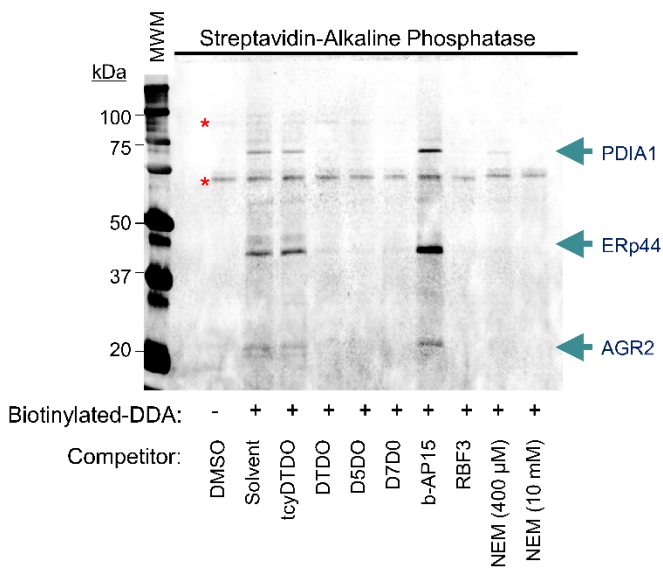 MWM
Streptavidin-Alkaline Phosphatase
kDa
100
*
75
PDIA1
*
50
ERp44
37
20
AGR2
Biotinylated-DDA: - + + + + + + + + +
Competitor: DMSO Solvent tcyDTDO DTDO D5DO D7D0 b-AP15 RBF3 NEM (400 µM) NEM (10 mM)